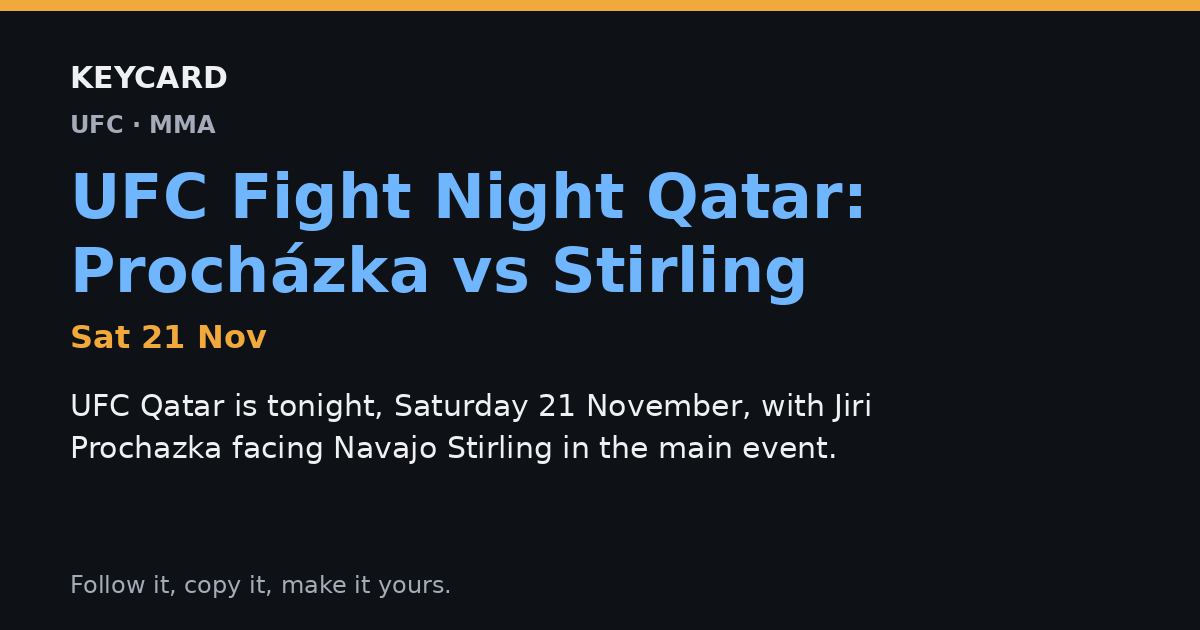 KEYCARD
UFC · MMA
UFC Fight Night Qatar:
Procházka vs Stirling
Sat 21 Nov
UFC Qatar is tonight, Saturday 21 November, with Jiri
Prochazka facing Navajo Stirling in the main event.
Follow it, copy it, make it yours.